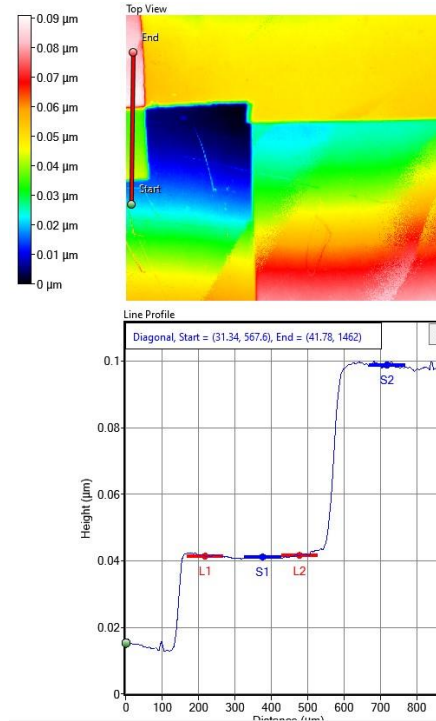 Top View
0.09 µm
0.08 µm
0.07 µm
0.06 µm
0.05 µm
0.04 µm
0.03 µm
0.02 µm
0.01 µm
0 µm
End
Start
Line Profile
Diagonal, Start = (31.34, 567.6), End = (41.78, 1462)
0.1
0.08
0.06
0.04
0.02
0
Height (µm)
S2
L1
S1
L2
0 100 200 300 400 500 600 700 800
Distance (µm)